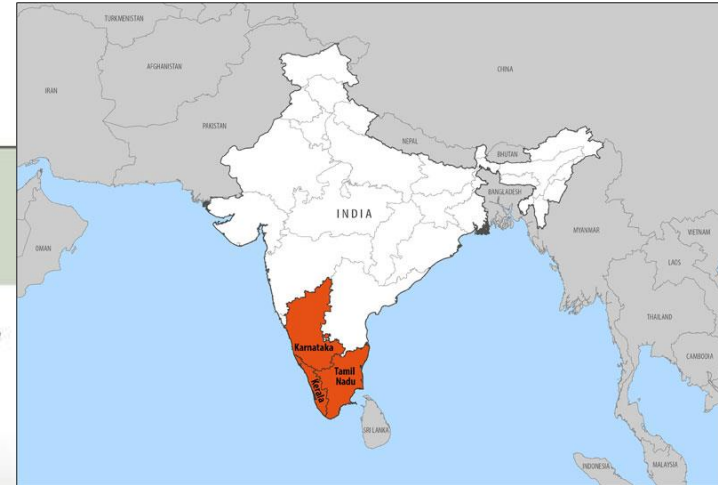 TURKMENISTAN
AFGHANISTAN
IRAN
CHINA
PAKISTAN
NEPAL
BHUTAN
BANGLADESH
INDIA
OMAN
MYANMAR
VIETNAM
LAOS
THAILAND
CAMBODIA
Karnataka
Tamil
Nadu
Kerala
SRI LANKA
INDONESIA
MALAYSIA